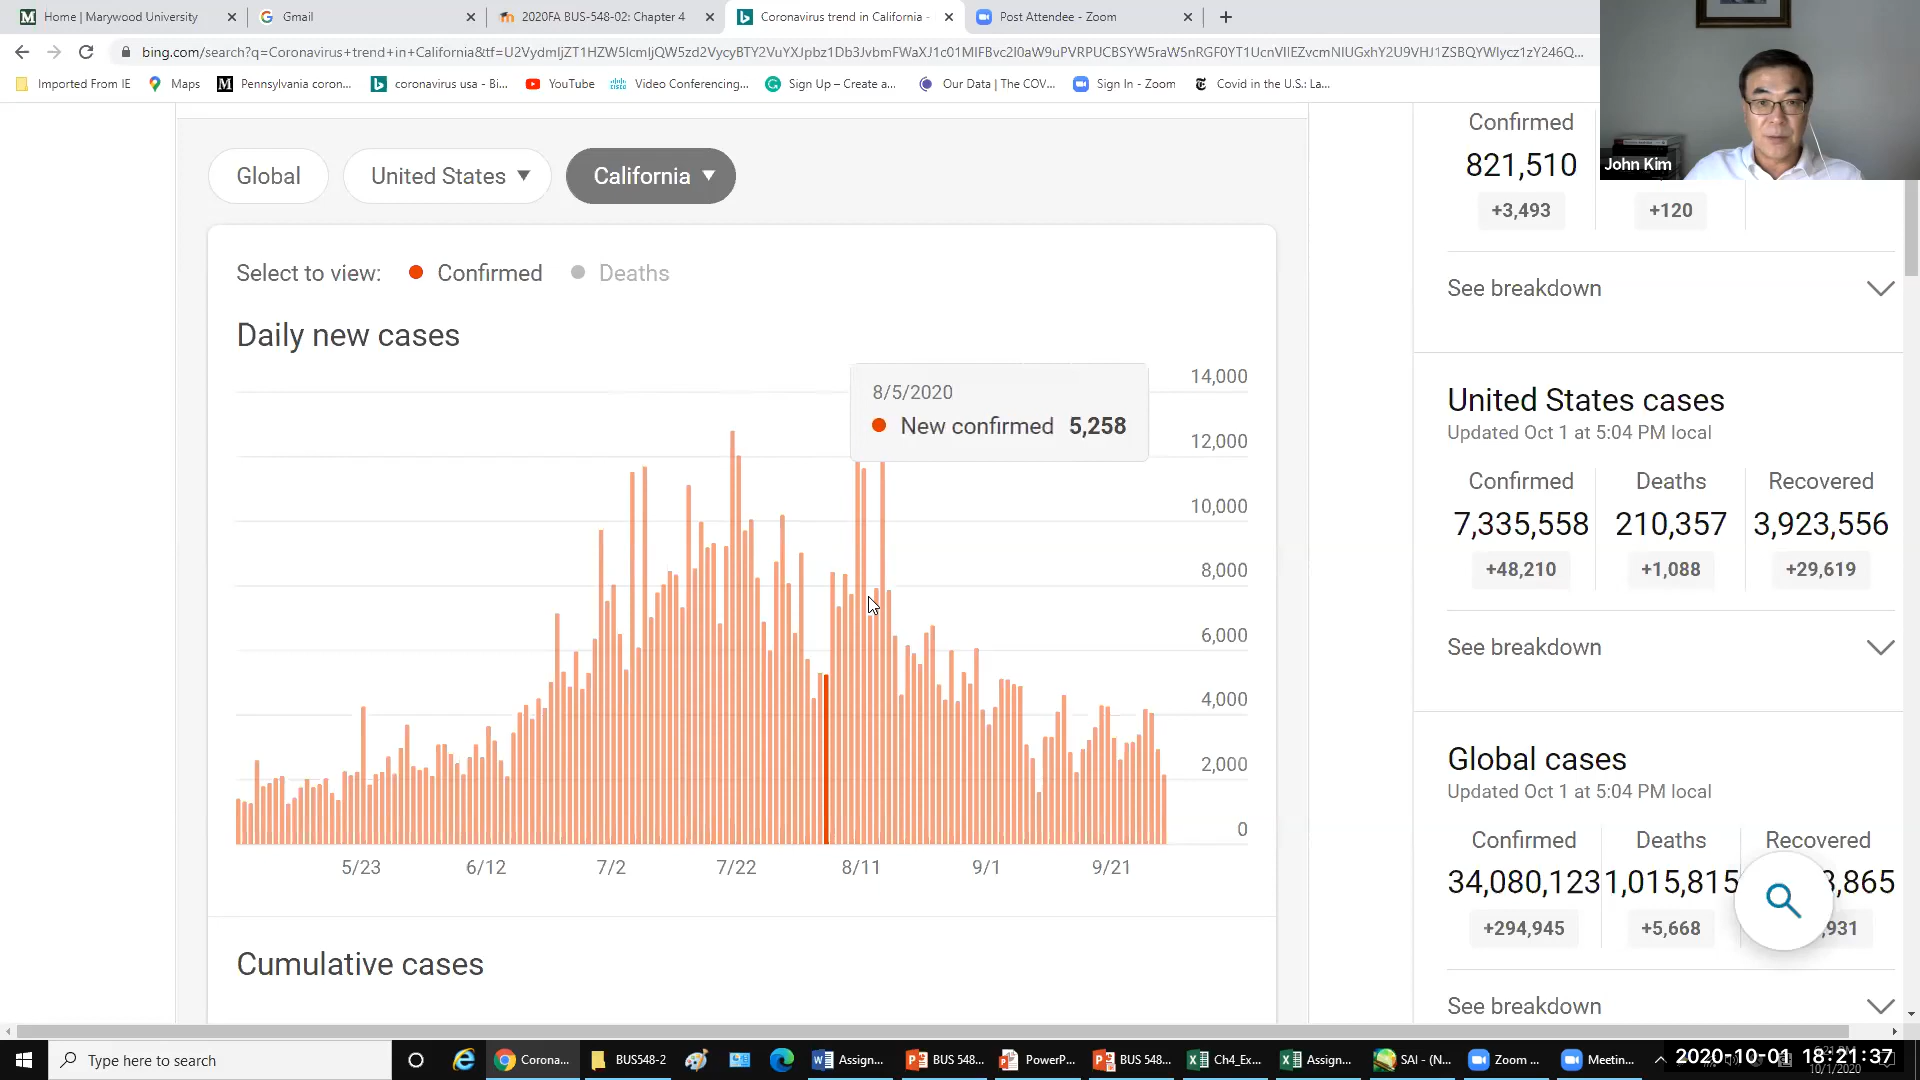 Home | Marywood University
Gmail
2020FA BUS-548-02: Chapter 4
Coronavirus trend in California -
Post Attendee - Zoom
Imported From IE
Maps
Pennsylvania coron...
coronavirus usa - Bi...
YouTube
Video Conferencing...
Sign Up – Create a...
Our Data | The COV...
Sign In - Zoom
Covid in the U.S.: La...
John Kim
Global
United States
California
Select to view:
Confirmed
Deaths
Daily new cases
8/5/2020
New confirmed 5,258
14,000
12,000
10,000
8,000
6,000
4,000
2,000
0
5/23 6/12 7/2 7/22 8/11 9/1 9/21
Cumulative cases
Confirmed
821,510
+3,493
+120
See breakdown
United States cases
Updated Oct 1 at 5:04 PM local
Confirmed Deaths Recovered
7,335,558 210,357 3,923,556
+48,210 +1,088 +29,619
See breakdown
Global cases
Updated Oct 1 at 5:04 PM local
Confirmed Deaths Recovered
34,080,123 1,015,815 3,865
+294,945 +5,668 ,931
See breakdown
Type here to search
Corona...
BUS548-2
Assign...
BUS 548...
PowerP...
BUS 548...
Ch4_Ex...
Assign...
SAI - (N...
Zoom ...
Meetin...
2020-10-01 18:21:37
10/1/2020